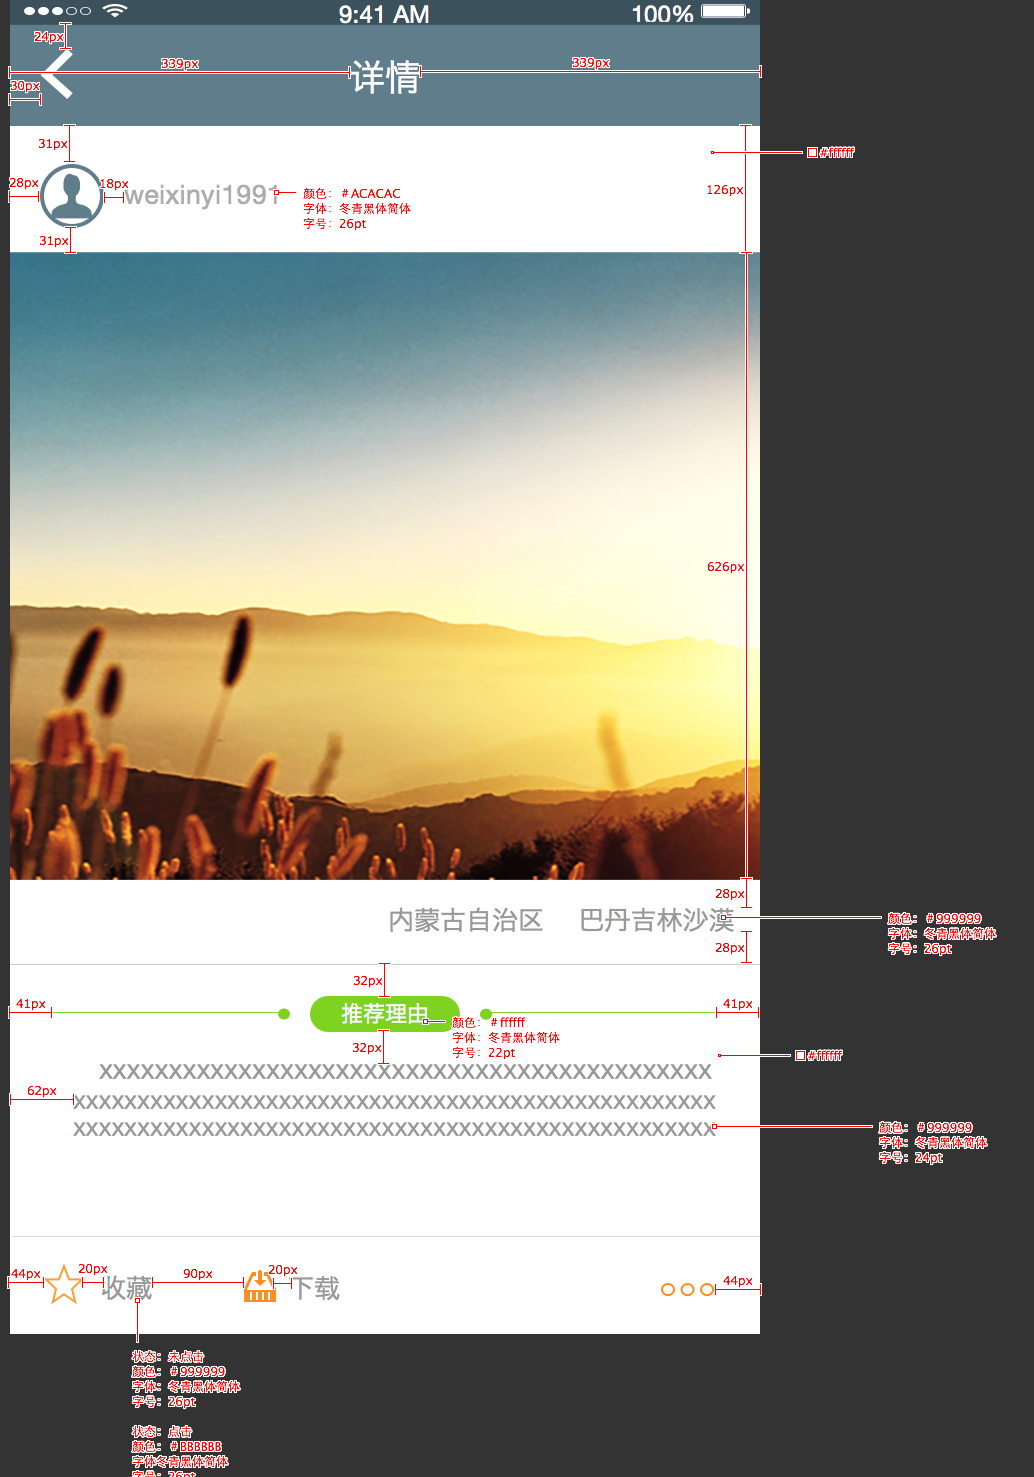 9:41 AM 100%
24px
339px 详情 339px
30px
31px
#ffffff
28px 18px weixinyi1991 126px
颜色：#ACACAC
字体：冬青黑体简体
字号：26pt
31px
626px
28px
内蒙古自治区 巴丹吉林沙漠
颜色：#999999
字体：冬青黑体简体
字号：26pt
28px
32px
41px 推荐理由 41px
颜色：#ffffff
字体：冬青黑体简体
字号：22pt
32px
#ffffff
XXXXXXXXXXXXXXXXXXXXXXXXXXXXXXXXXXXXXXXXXXXX
62px
XXXXXXXXXXXXXXXXXXXXXXXXXXXXXXXXXXXXXXXXXXXXXXXXXX
XXXXXXXXXXXXXXXXXXXXXXXXXXXXXXXXXXXXXXXXXXXXXXXXXX
颜色：#999999
字体：冬青黑体简体
字号：24pt
44px 20px 收藏 90px 20px 下载 44px
状态：未点击
颜色：#999999
字体：冬青黑体简体
字号：26pt
状态：点击
颜色：#BBBBBB
字体冬青黑体简体
字号：26pt